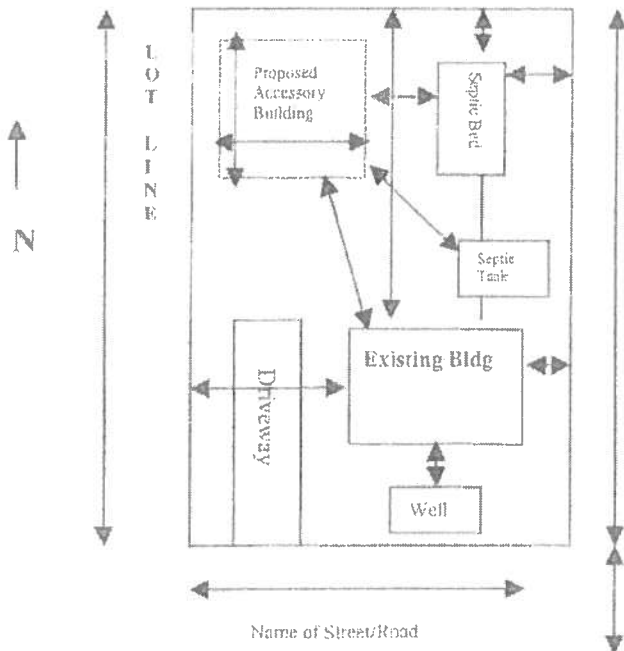 LOT LINE
N
Proposed
Accessory
Building
Septic Bed
Septic
Tank
Existing Bldg
Driveway
Well
Name of Street/Road